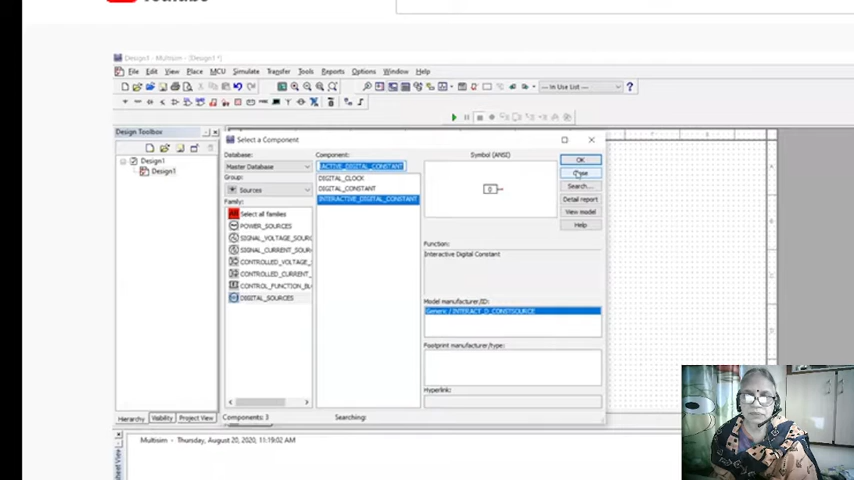 Design1 - Multisim - [Design1 *]
File Edit View Place MCU Simulate Transfer Tools Reports Options Window Help
--- In Use List ---
Design Toolbox
Design1
Design1
Hierarchy Visibility Project View
Select a Component
Database:
Master Database
Group:
Sources
Family:
Select all families
POWER_SOURCES
SIGNAL_VOLTAGE_SOUR
SIGNAL_CURRENT_SOUR
CONTROLLED_VOLTAGE_
CONTROLLED_CURRENT_
CONTROL_FUNCTION_BL
DIGITAL_SOURCES
Components: 3
Searching:
Component:
ACTIVE_DIGITAL_CONSTANT
DIGITAL_CLOCK
DIGITAL_CONSTANT
INTERACTIVE_DIGITAL_CONSTANT
Symbol (ANSI)
0
Function:
Interactive Digital Constant
Model manufacturer/ID:
Generic / INTERACT_D_CONSTSOURCE
Footprint manufacturer/type:
Hyperlink:
OK
Close
Search...
Detail report
View model
Help
Multisim - Thursday, August 20, 2020, 11:19:02 AM